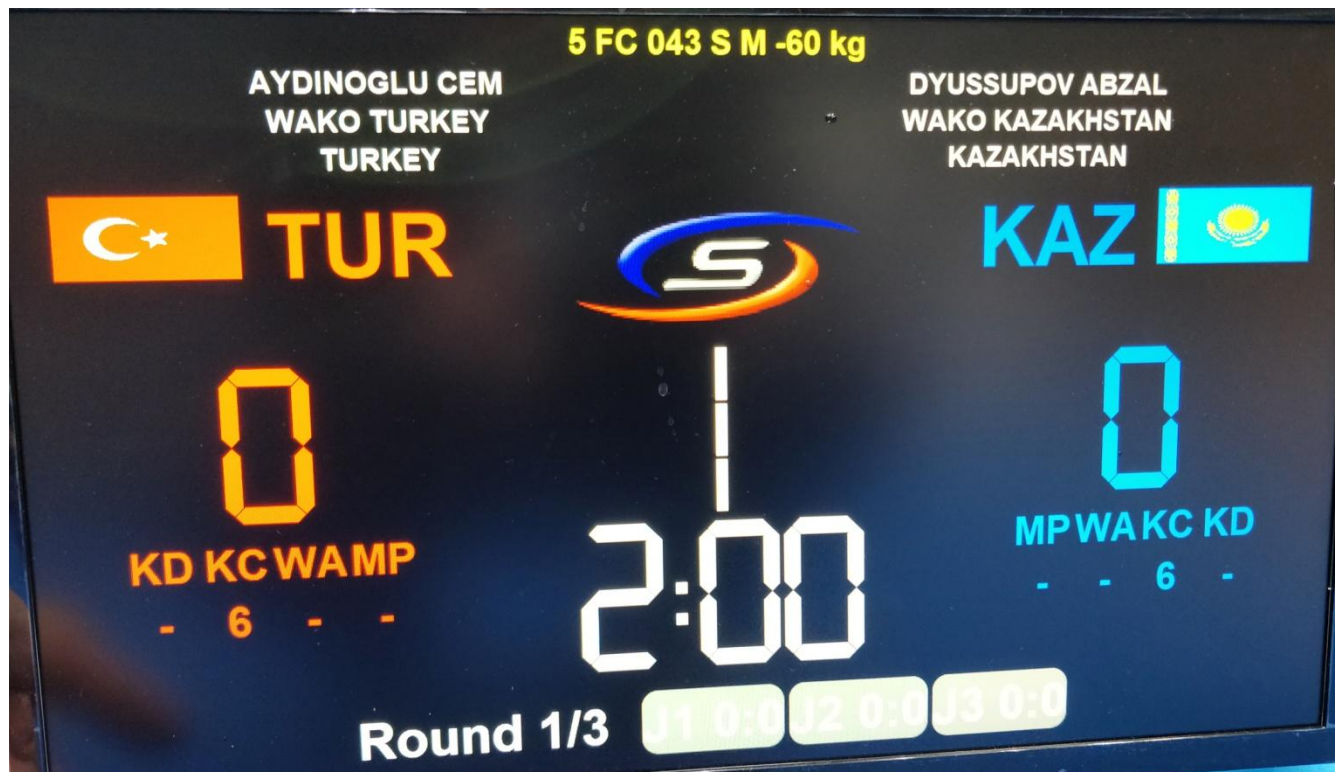 5 FC 043 S M -60 kg
AYDINOGLU CEM
WAKO TURKEY
TURKEY
DYUSSUPOV ABZAL
WAKO KAZAKHSTAN
KAZAKHSTAN
TUR
KAZ
S
0
1
0
KD KC WA MP
- 6 - -
2:00
MP WA KC KD
- - 6 -
Round 1/3
J1 0:0 J2 0:0 J3 0:0